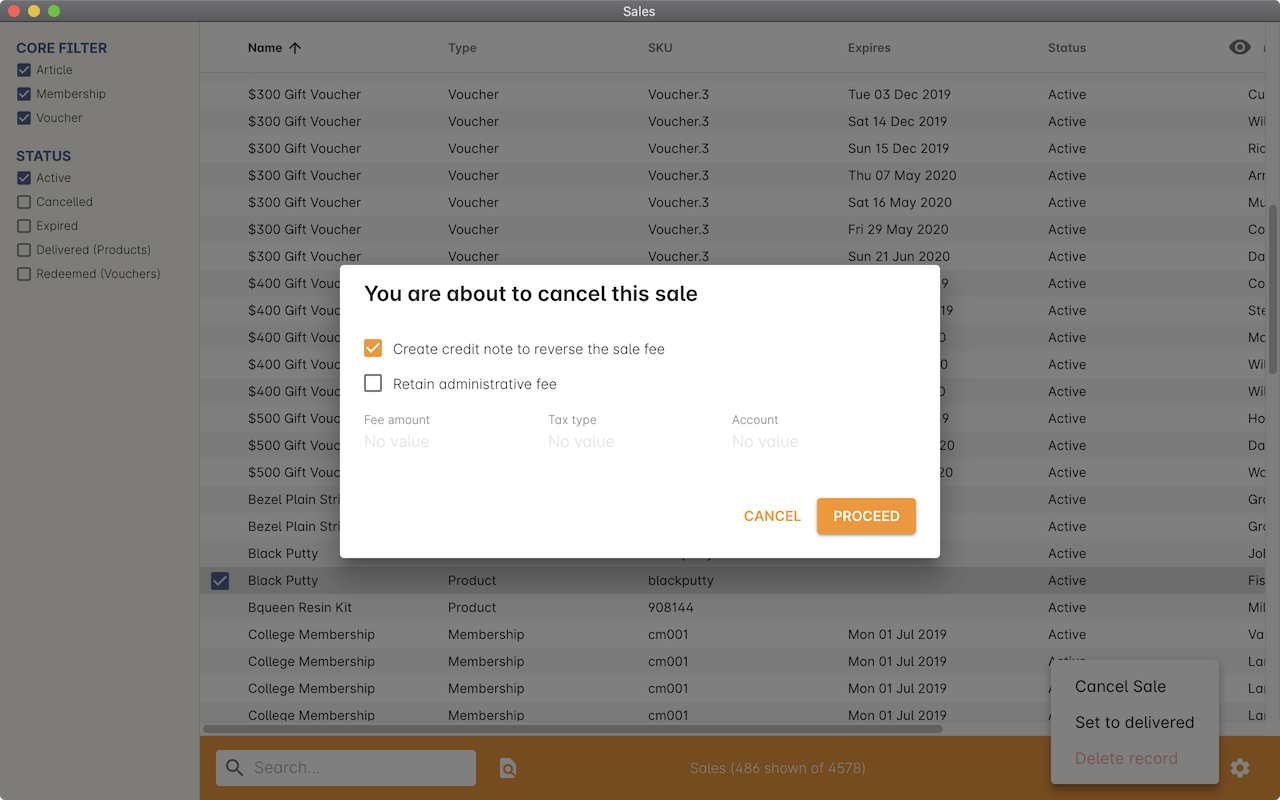 Sales
CORE FILTER
Article
Membership
Voucher
STATUS
Active
Cancelled
Expired
Delivered (Products)
Redeemed (Vouchers)
Name Type SKU Expires Status
$300 Gift Voucher Voucher Voucher.3 Tue 03 Dec 2019 Active Cu
$300 Gift Voucher Voucher Voucher.3 Sat 14 Dec 2019 Active Wil
$300 Gift Voucher Voucher Voucher.3 Sun 15 Dec 2019 Active Ric
$300 Gift Voucher Voucher Voucher.3 Thu 07 May 2020 Active Arr
$300 Gift Voucher Voucher Voucher.3 Sat 16 May 2020 Active Mu
$300 Gift Voucher Voucher Voucher.3 Fri 29 May 2020 Active Co
$300 Gift Voucher Voucher Voucher.3 Sun 21 Jun 2020 Active Da
$400 Gift Vouc 9 Active Co
$400 Gift Vouc 19 Active Ste
$400 Gift Vouc 0 Active Mc
$400 Gift Vouc 0 Active Wil
$400 Gift Vouc 0 Active Wil
$500 Gift Vouc 9 Active Ho
$500 Gift Vouc 20 Active Da
$500 Gift Vouc 20 Active Wo
Bezel Plain Stri Active Gro
Bezel Plain Stri Active Gro
Black Putty Active Joh
Black Putty Product blackputty Active Fis
Bqueen Resin Kit Product 908144 Active Mil
College Membership Membership cm001 Mon 01 Jul 2019 Active Va
College Membership Membership cm001 Mon 01 Jul 2019 Active Lar
College Membership Membership cm001 Mon 01 Jul 2019 Lar
College Membership Membership cm001 Mon 01 Jul 2019 Lar
You are about to cancel this sale
Create credit note to reverse the sale fee
Retain administrative fee
Fee amount Tax type Account
No value No value No value
CANCEL PROCEED
Cancel Sale
Set to delivered
Delete record
Search... Sales (486 shown of 4578)